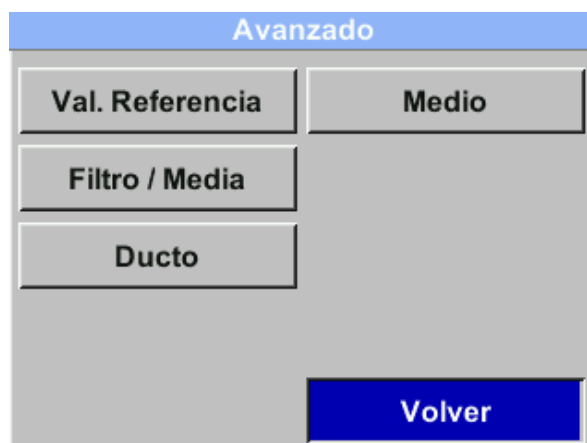 Avanzado
Val. Referencia
Medio
Filtro / Media
Ducto
Volver